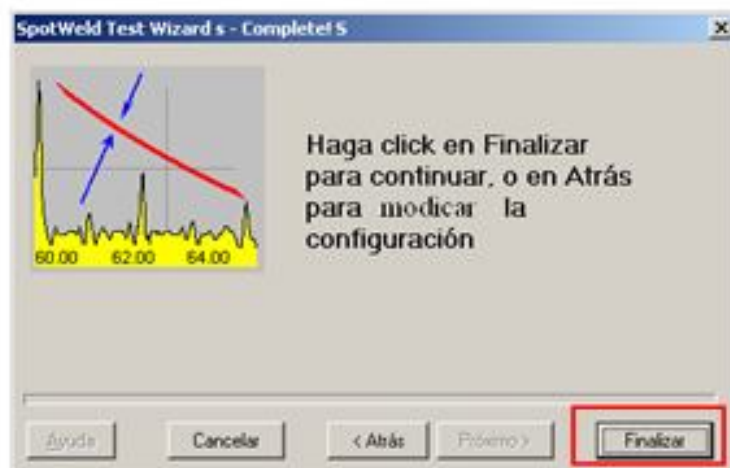 SpotWeld Test Wizard s - Complete! S
Haga click en Finalizar
para continuar, o en Atrás
para modicar la
configuración
60.00 62.00 64.00
Ayuda Cancelar < Atrás Próximo > Finalizar